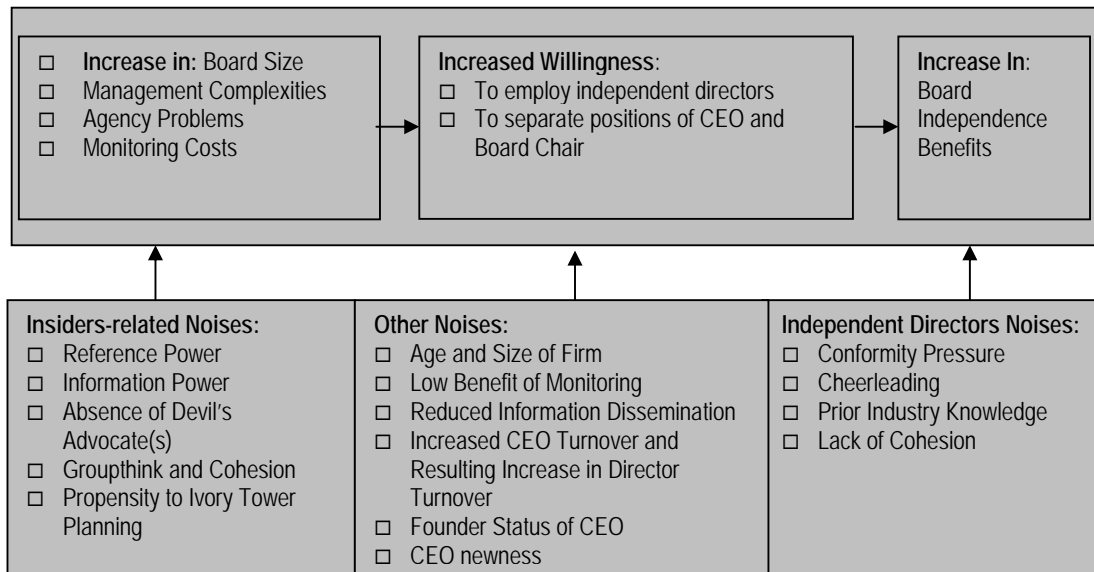 ☐ Increase in: Board Size
☐ Management Complexities
☐ Agency Problems
☐ Monitoring Costs
Increased Willingness:
☐ To employ independent directors
☐ To separate positions of CEO and
Board Chair
Increase In:
Board
Independence
Benefits
Insiders-related Noises:
☐ Reference Power
☐ Information Power
☐ Absence of Devil's
Advocate(s)
☐ Groupthink and Cohesion
☐ Propensity to Ivory Tower
Planning
Other Noises:
☐ Age and Size of Firm
☐ Low Benefit of Monitoring
☐ Reduced Information Dissemination
☐ Increased CEO Turnover and
Resulting Increase in Director
Turnover
☐ Founder Status of CEO
☐ CEO newness
Independent Directors Noises:
☐ Conformity Pressure
☐ Cheerleading
☐ Prior Industry Knowledge
☐ Lack of Cohesion